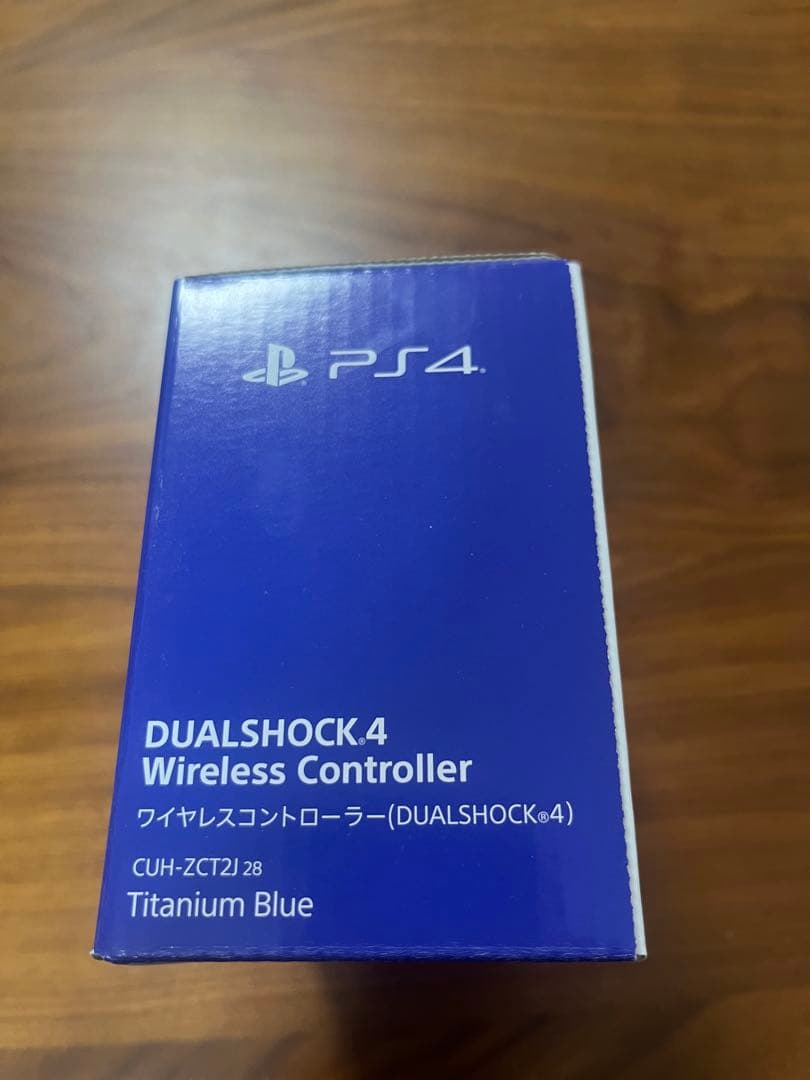 PS4®
DUALSHOCK®4
Wireless Controller
ワイヤレスコントローラー(DUALSHOCK®4)
CUH-ZCT2J 28
Titanium Blue